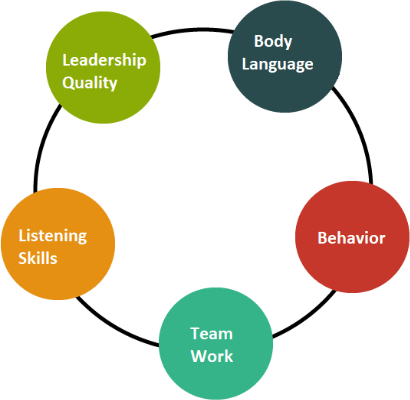 Leadership
Quality
Body
Language
Behavior
Team
Work
Listening
Skills